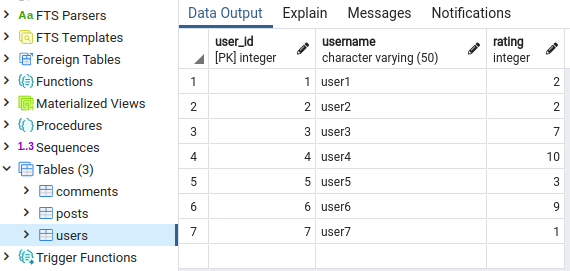 Aa FTS Parsers
FTS Templates
Foreign Tables
Functions
Materialized Views
Procedures
1..3 Sequences
Tables (3)
comments
posts
users
Trigger Functions
Data Output Explain Messages Notifications
user_id username rating
[PK] integer character varying (50) integer
1 1 user1 2
2 2 user2 2
3 3 user3 7
4 4 user4 10
5 5 user5 3
6 6 user6 9
7 7 user7 1